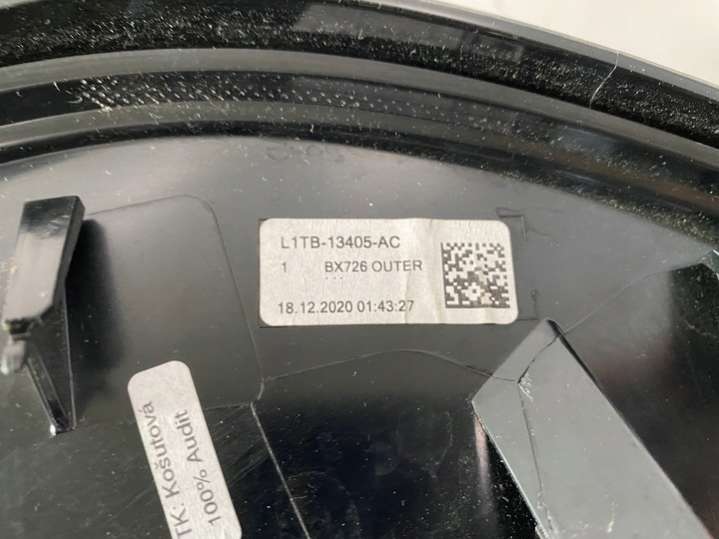 L1TB-13405-AC
1 BX726 OUTER
18.12.2020 01:43:27
TK: Košutová
100% Audit